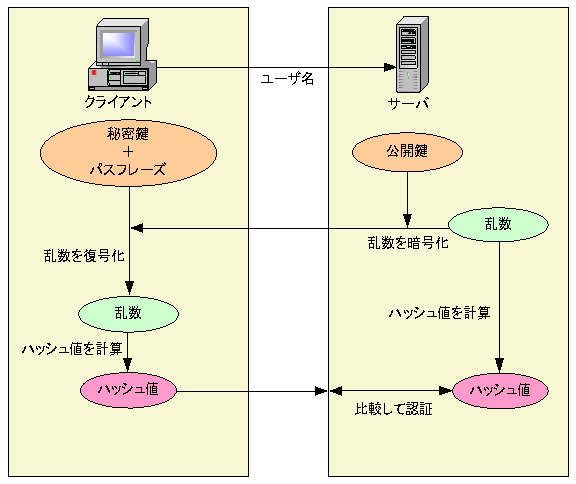 ユーザ名
クライアント
サーバ
秘密鍵
＋
パスフレーズ
公開鍵
乱数
乱数を暗号化
乱数を復号化
乱数
ハッシュ値を計算
ハッシュ値を計算
ハッシュ値
ハッシュ値
比較して認証